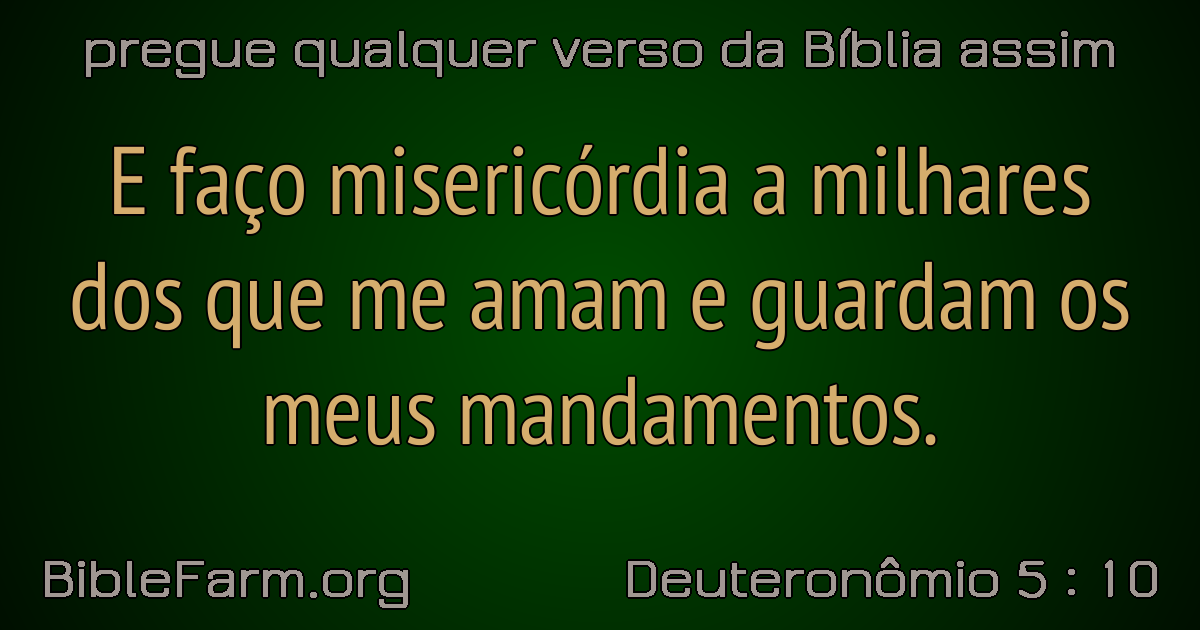 pregue qualquer verso da Bíblia assim
E faço misericórdia a milhares
dos que me amam e guardam os
meus mandamentos.
BibleFarm.org
Deuteronômio 5 : 10